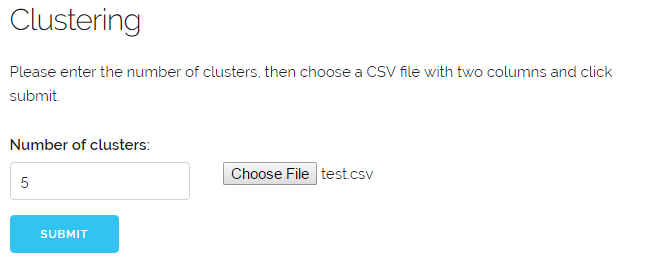 Clustering
Please enter the number of clusters, then choose a CSV file with two columns and click
submit.
Number of clusters:
5
Choose File test.csv
SUBMIT